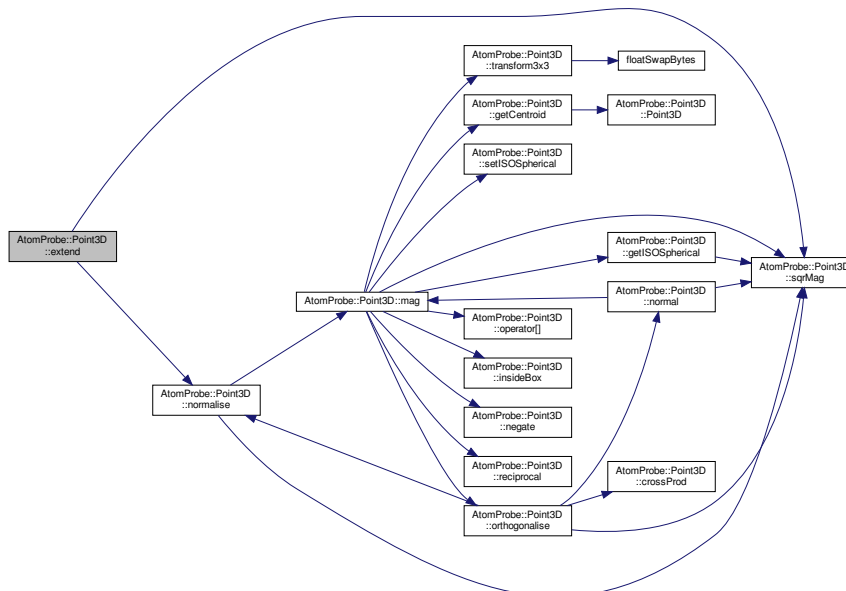 AtomProbe::Point3D
::extend
AtomProbe::Point3D
::normalise
AtomProbe::Point3D::mag
AtomProbe::Point3D
::transform3x3
AtomProbe::Point3D
::getCentroid
AtomProbe::Point3D
::setISOSpherical
AtomProbe::Point3D
::operator[]
AtomProbe::Point3D
::insideBox
AtomProbe::Point3D
::negate
AtomProbe::Point3D
::reciprocal
AtomProbe::Point3D
::orthogonalise
floatSwapBytes
AtomProbe::Point3D
::Point3D
AtomProbe::Point3D
::getISOSpherical
AtomProbe::Point3D
::normal
AtomProbe::Point3D
::crossProd
AtomProbe::Point3D
::sqrMag